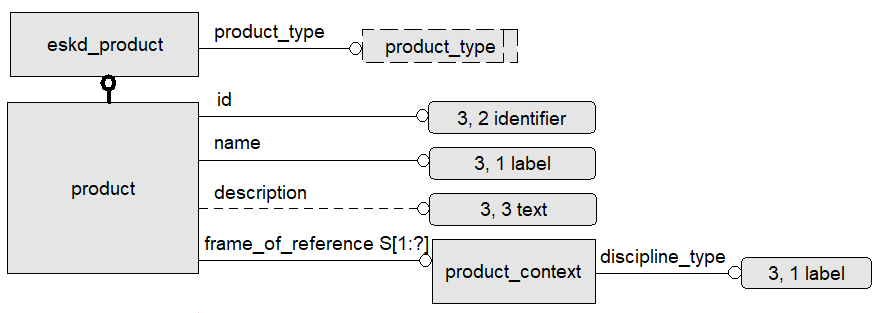 eskd_product
product_type
product_type
product
id
3, 2 identifier
name
3, 1 label
description
3, 3 text
frame_of_reference S[1:?]
product_context
discipline_type
3, 1 label